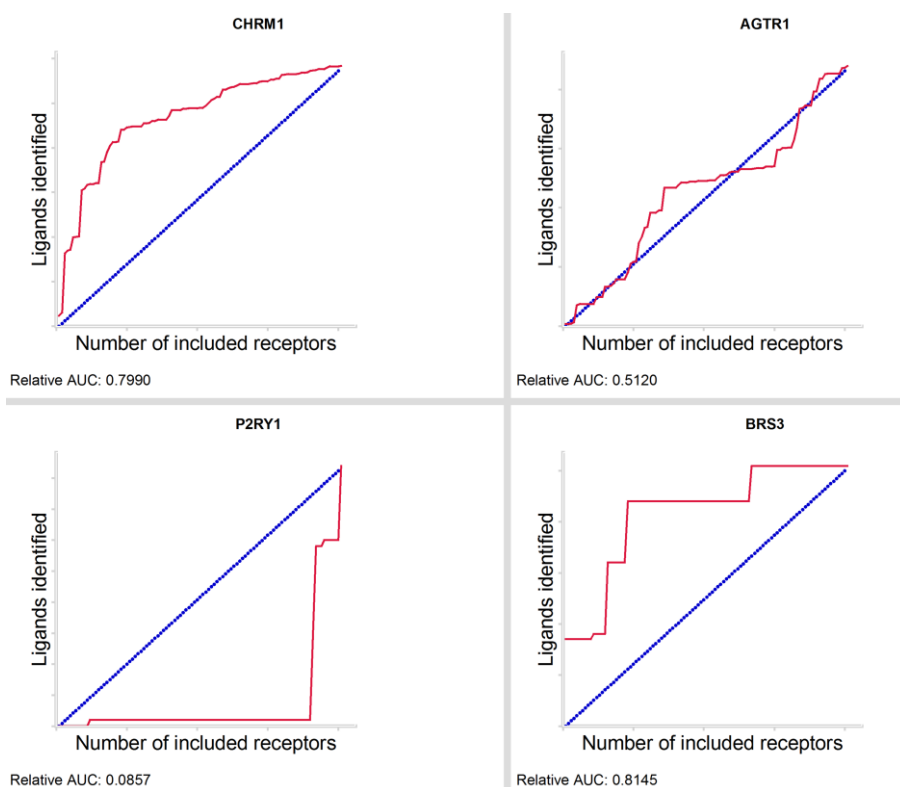 CHRM1
Ligands identified
Number of included receptors
Relative AUC: 0.7990
AGTR1
Ligands identified
Number of included receptors
Relative AUC: 0.5120
P2RY1
Ligands identified
Number of included receptors
Relative AUC: 0.0857
BRS3
Ligands identified
Number of included receptors
Relative AUC: 0.8145